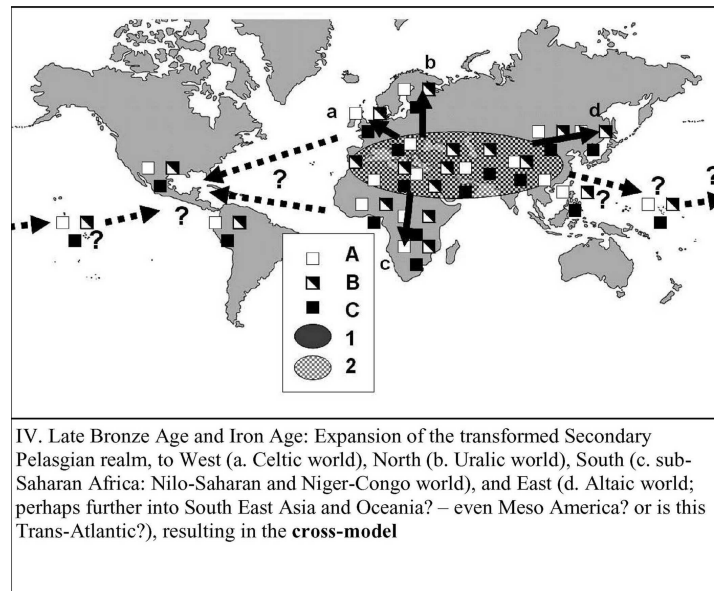 b
a
d
?
?
?
?
?
?
?
c
A
B
C
1
2
IV. Late Bronze Age and Iron Age: Expansion of the transformed Secondary
Pelasgian realm, to West (a. Celtic world), North (b. Uralic world), South (c. sub-
Saharan Africa: Nilo-Saharan and Niger-Congo world), and East (d. Altaic world;
perhaps further into South East Asia and Oceania? – even Meso America? or is this
Trans-Atlantic?), resulting in the cross-model